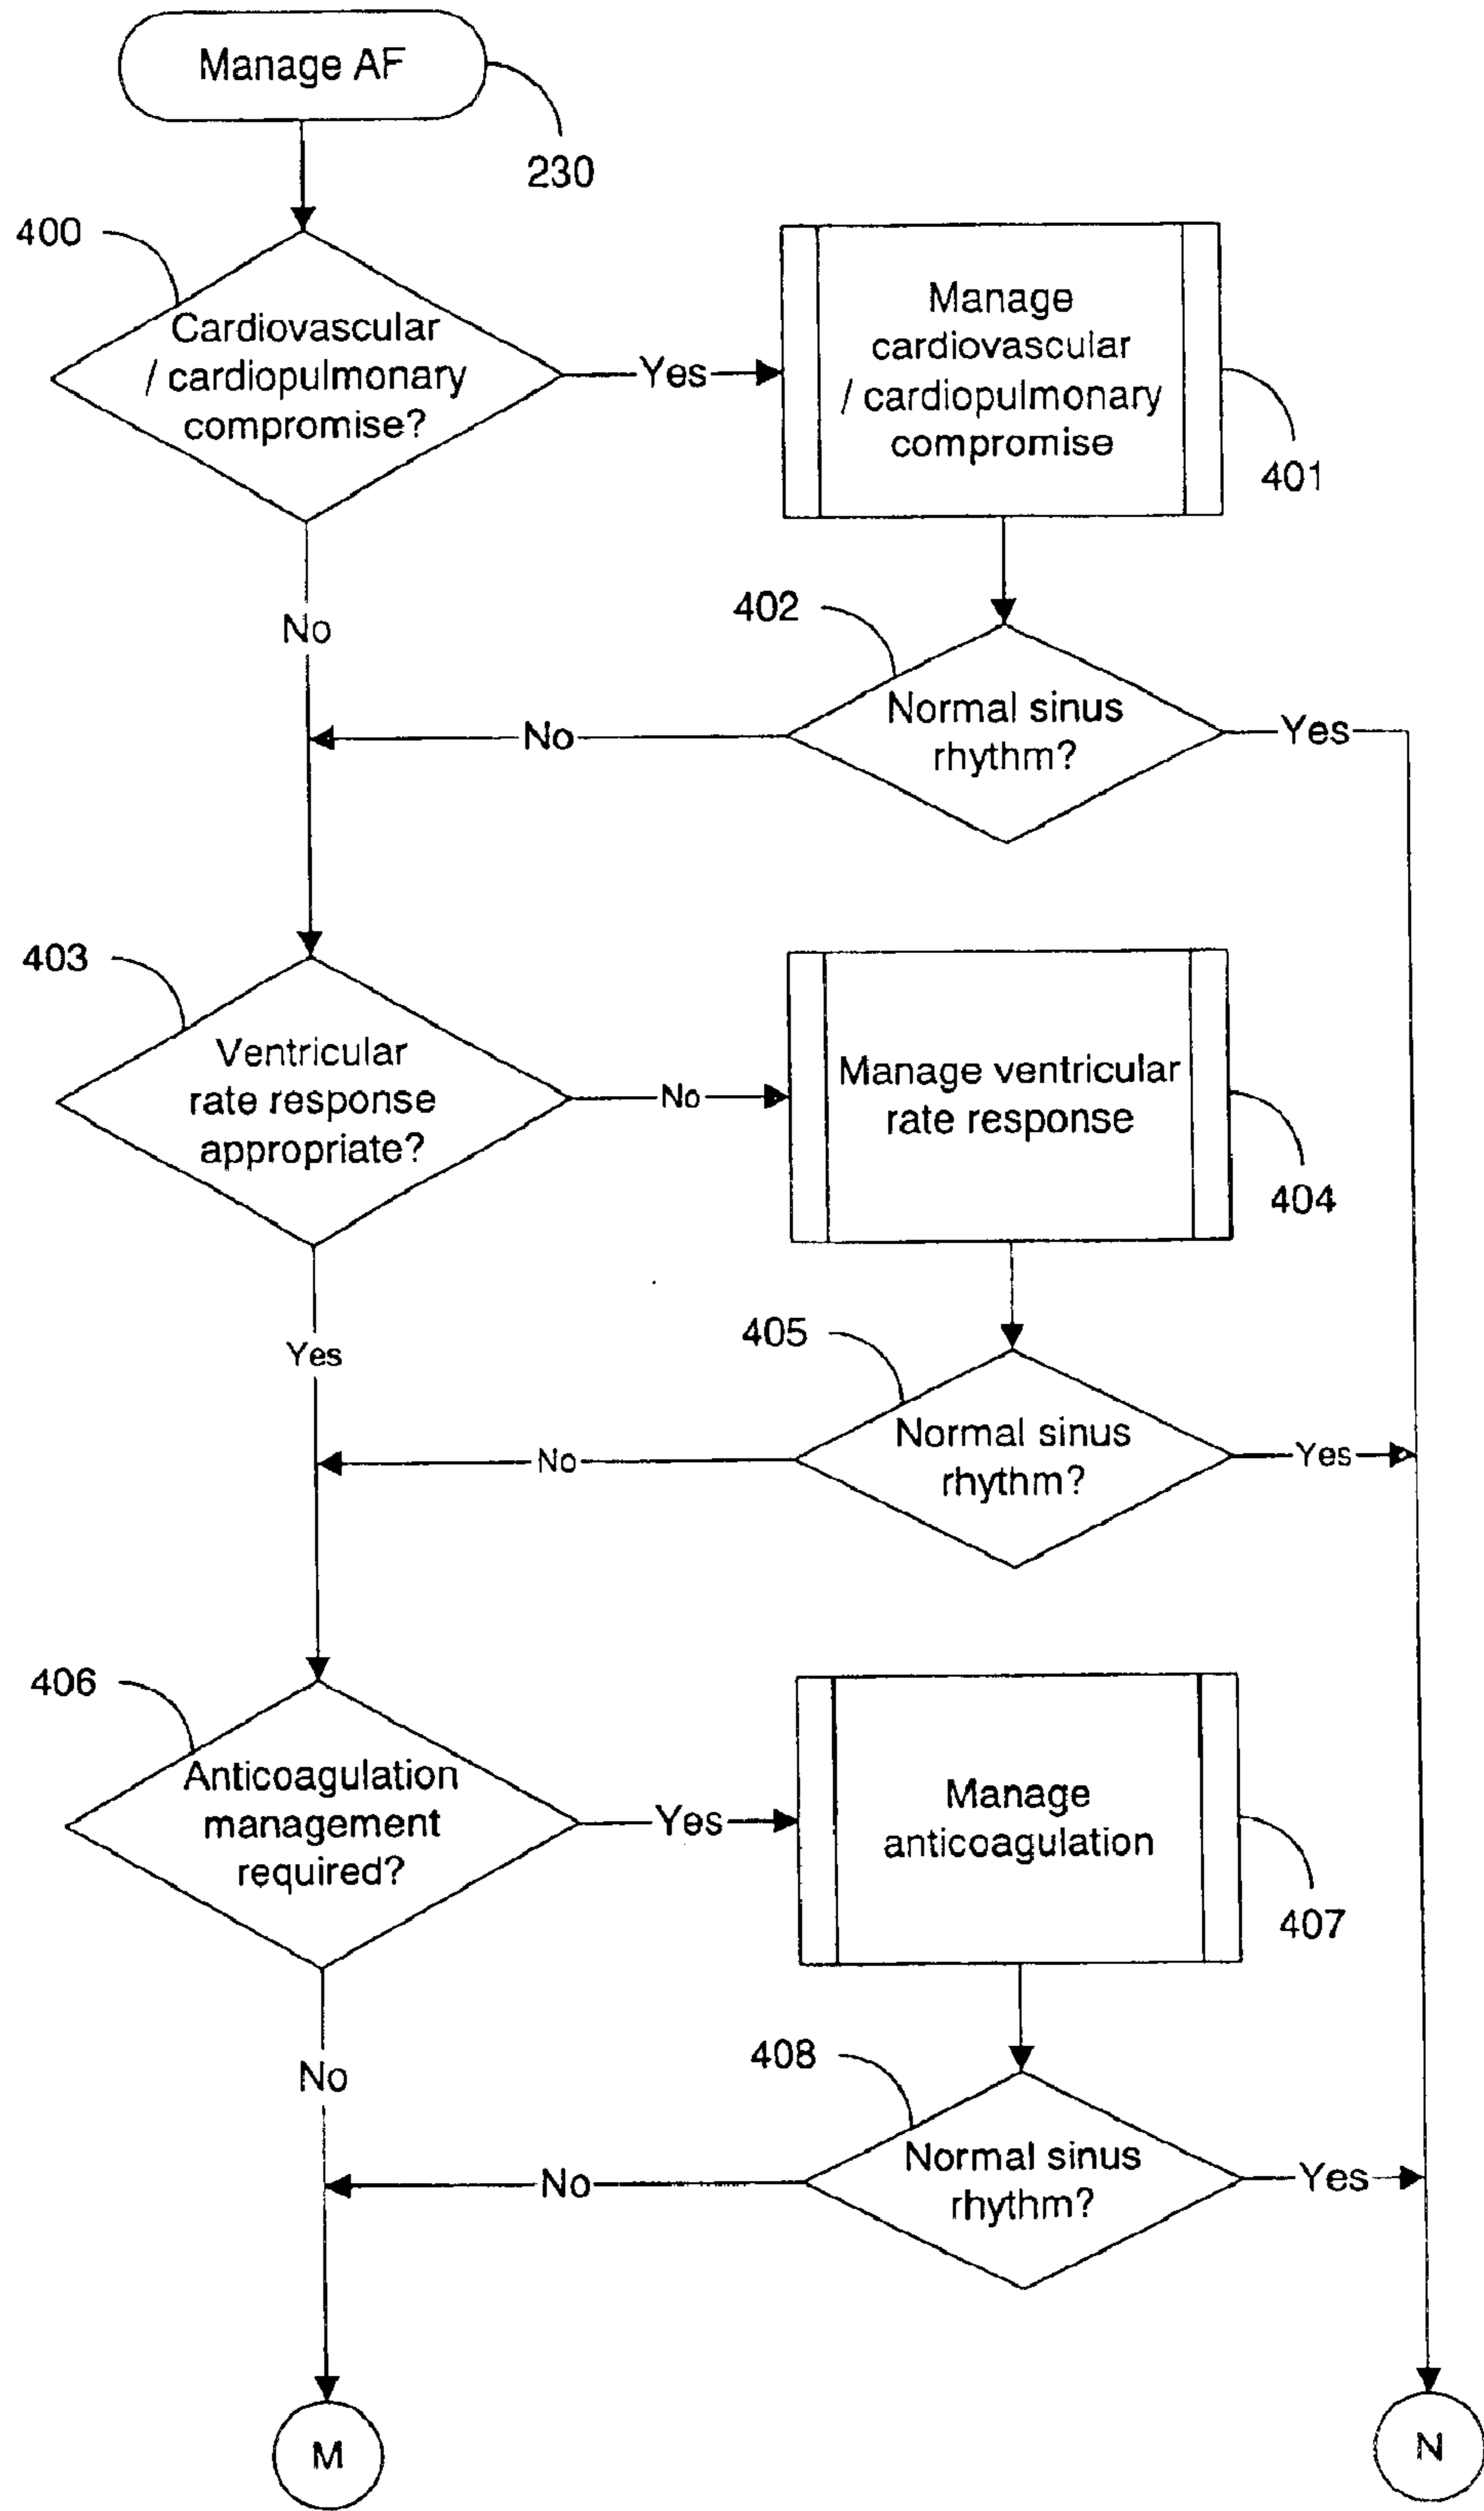 Manage AF
230
400
Cardiovascular
/ cardiopulmonary
compromise?
Yes
Manage
cardiovascular
/ cardiopulmonary
compromise
401
No
402
Normal sinus
rhythm?
No
Yes
403
Ventricular
rate response
appropriate?
No
Manage ventricular
rate response
404
Yes
405
Normal sinus
rhythm?
No
Yes
406
Anticoagulation
management
required?
Yes
Manage
anticoagulation
407
No
408
Normal sinus
rhythm?
No
Yes
M
N